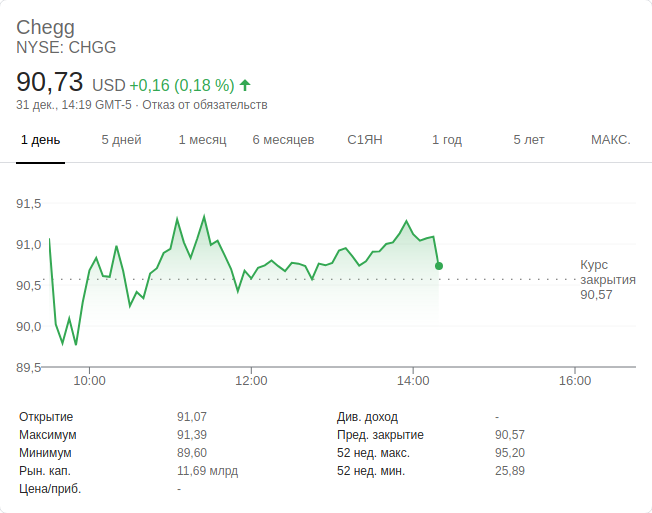 Chegg
NYSE: CHGG
90,73 USD +0,16 (0,18 %)
31 дек., 14:19 GMT-5 · Отказ от обязательств
1 день 5 дней 1 месяц 6 месяцев С1ЯН 1 год 5 лет МАКС.
91,5
91,0
90,5
90,0
89,5
Курс
закрытия
90,57
10:00 12:00 14:00 16:00
Открытие 91,07 Див. доход -
Максимум 91,39 Пред. закрытие 90,57
Минимум 89,60 52 нед. макс. 95,20
Рын. кап. 11,69 млрд 52 нед. мин. 25,89
Цена/приб. -